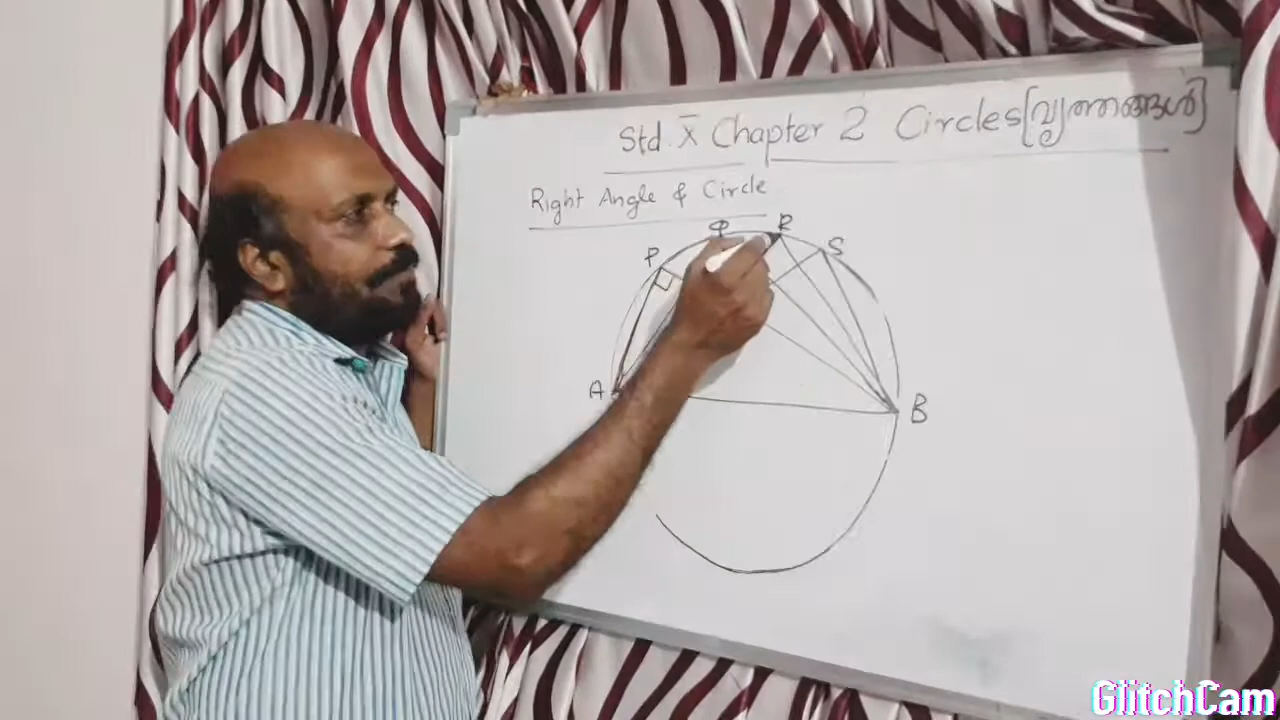 Std. X Chapter 2 Circles [വൃത്തങ്ങൾ]
Right Angle & Circle
Q R
P S
A B
GlitchCam